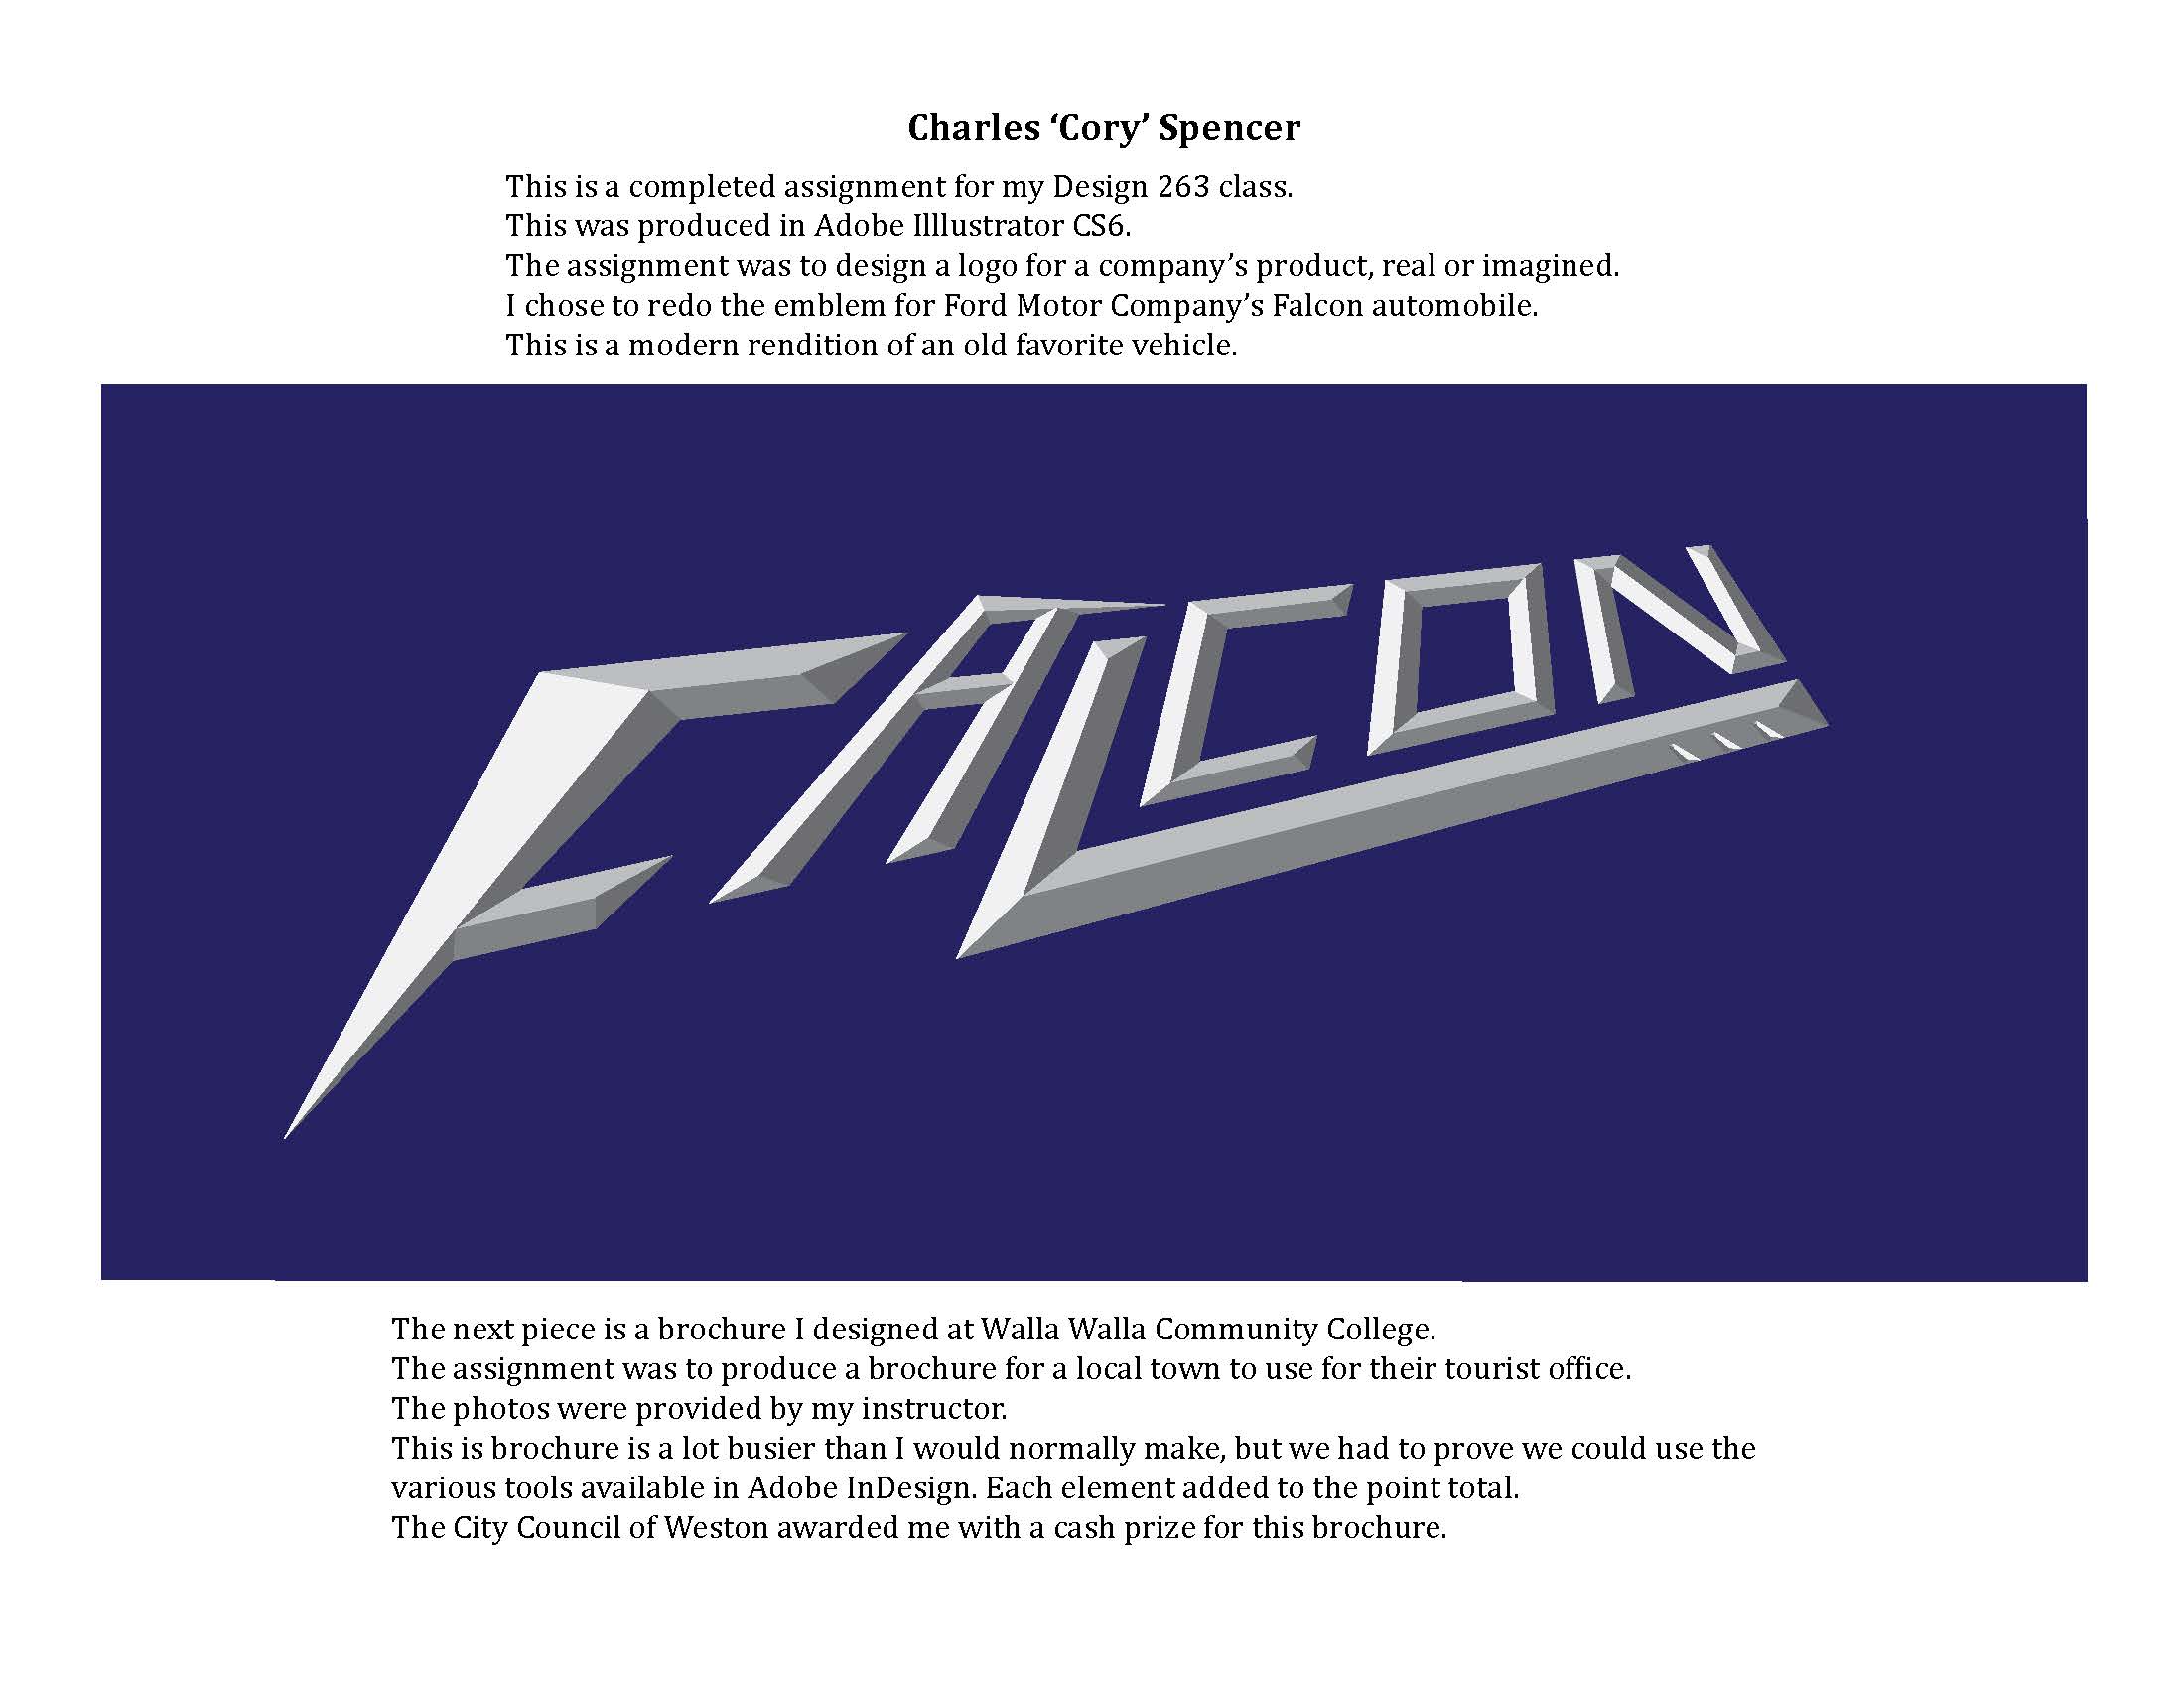 Charles ‘Cory’ Spencer
This is a completed assignment for my Design 263 class.
This was produced in Adobe Illlustrator CS6.
The assignment was to design a logo for a company’s product, real or imagined.
I chose to redo the emblem for Ford Motor Company’s Falcon automobile.
This is a modern rendition of an old favorite vehicle.
FALCON
The next piece is a brochure I designed at Walla Walla Community College.
The assignment was to produce a brochure for a local town to use for their tourist office.
The photos were provided by my instructor.
This is brochure is a lot busier than I would normally make, but we had to prove we could use the
various tools available in Adobe InDesign. Each element added to the point total.
The City Council of Weston awarded me with a cash prize for this brochure.